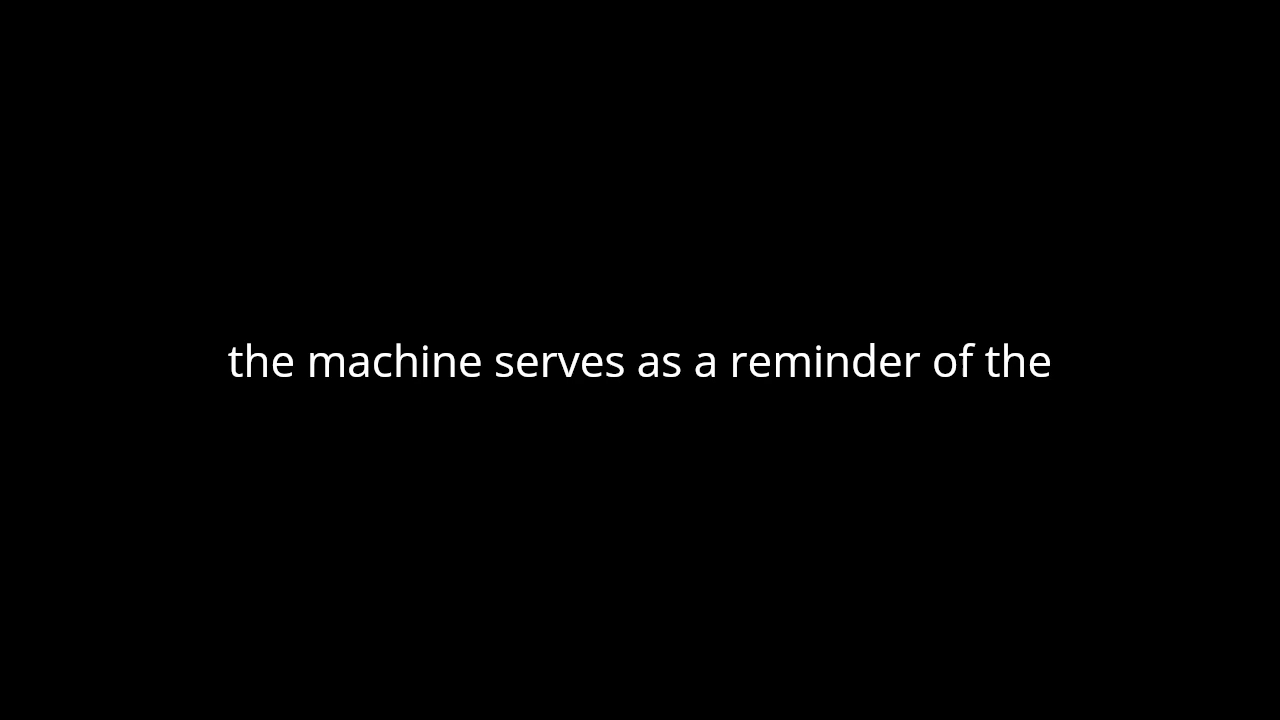 the machine serves as a reminder of the